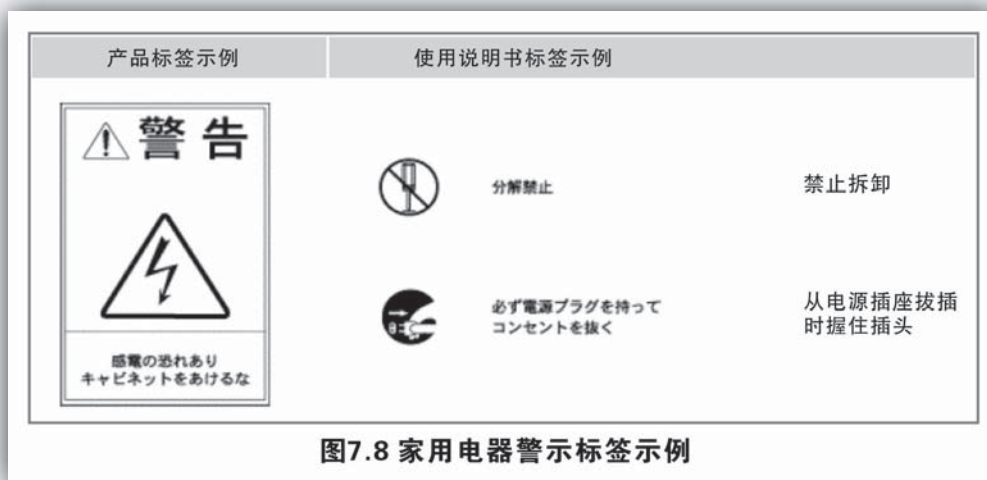 产品标签示例
使用说明书标签示例
警告
感電の恐れあり
キャビネットをあけるな
分解禁止
禁止拆卸
必ず電源プラグを持って
コンセントを抜く
从电源插座拔插
时握住插头
图7.8 家用电器警示标签示例